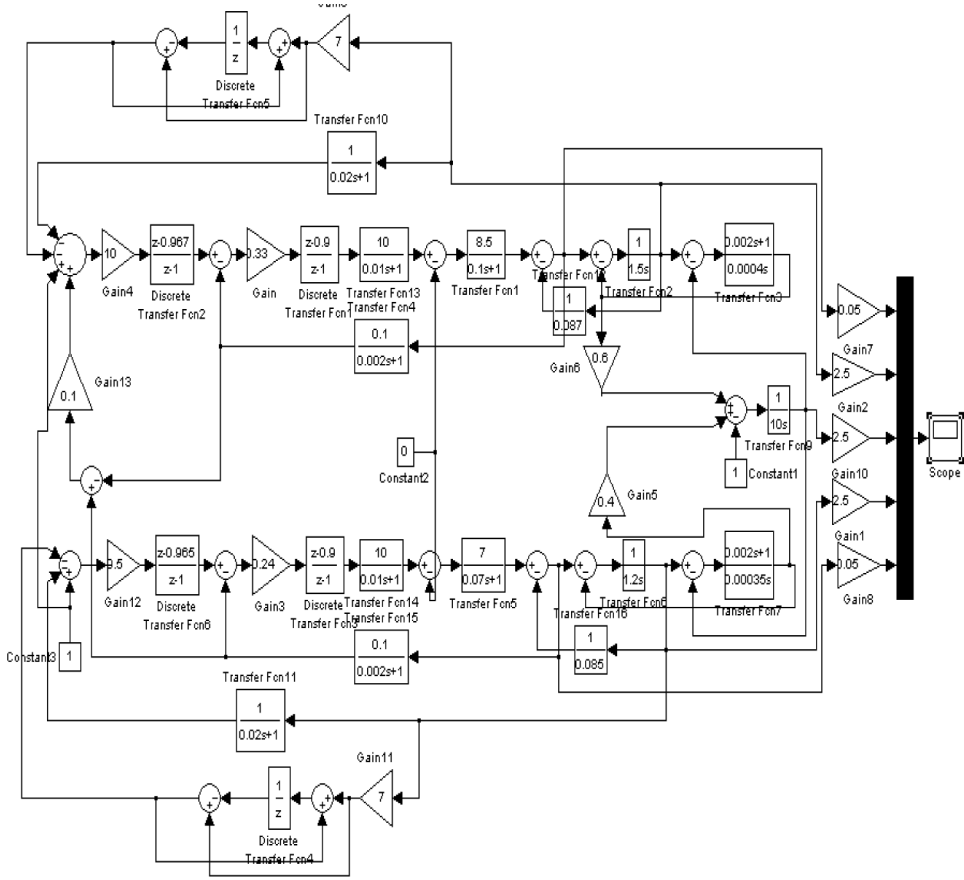 7
1
z
Discrete
Transfer Fcn5
Transfer Fcn10
1
0.02s+1
10
Gain4
z-0.967
z-1
Discrete
Transfer Fcn2
0.33
Gain
z-0.9
z-1
Discrete
Transfer Fcn1
10
0.01s+1
Transfer Fcn13
Transfer Fcn4
8.5
0.1s+1
Transfer Fcn1
1
1.5s
Transfer Fcn2
0.002s+1
0.0004s
Transfer Fcn3
1
0.087
0.1
0.002s+1
0.6
Gain6
0.1
Gain13
0
Constant2
1
10s
Transfer Fcn9
1
Constant1
0.4
Gain5
0.05
Gain7
2.5
Gain2
2.5
Gain10
2.5
Gain1
0.05
Gain8
Scope
9.5
Gain12
z-0.965
z-1
Discrete
Transfer Fcn6
0.24
Gain3
z-0.9
z-1
Discrete
Transfer Fcn3
10
0.01s+1
Transfer Fcn14
Transfer Fcn15
7
0.07s+1
Transfer Fcn5
1
1.2s
Transfer Fcn6
Transfer Fcn16
0.002s+1
0.00035s
Transfer Fcn7
1
0.085
0.1
0.002s+1
Constant3
1
Transfer Fcn11
1
0.02s+1
Gain11
7
1
z
Discrete
Transfer Fcn4